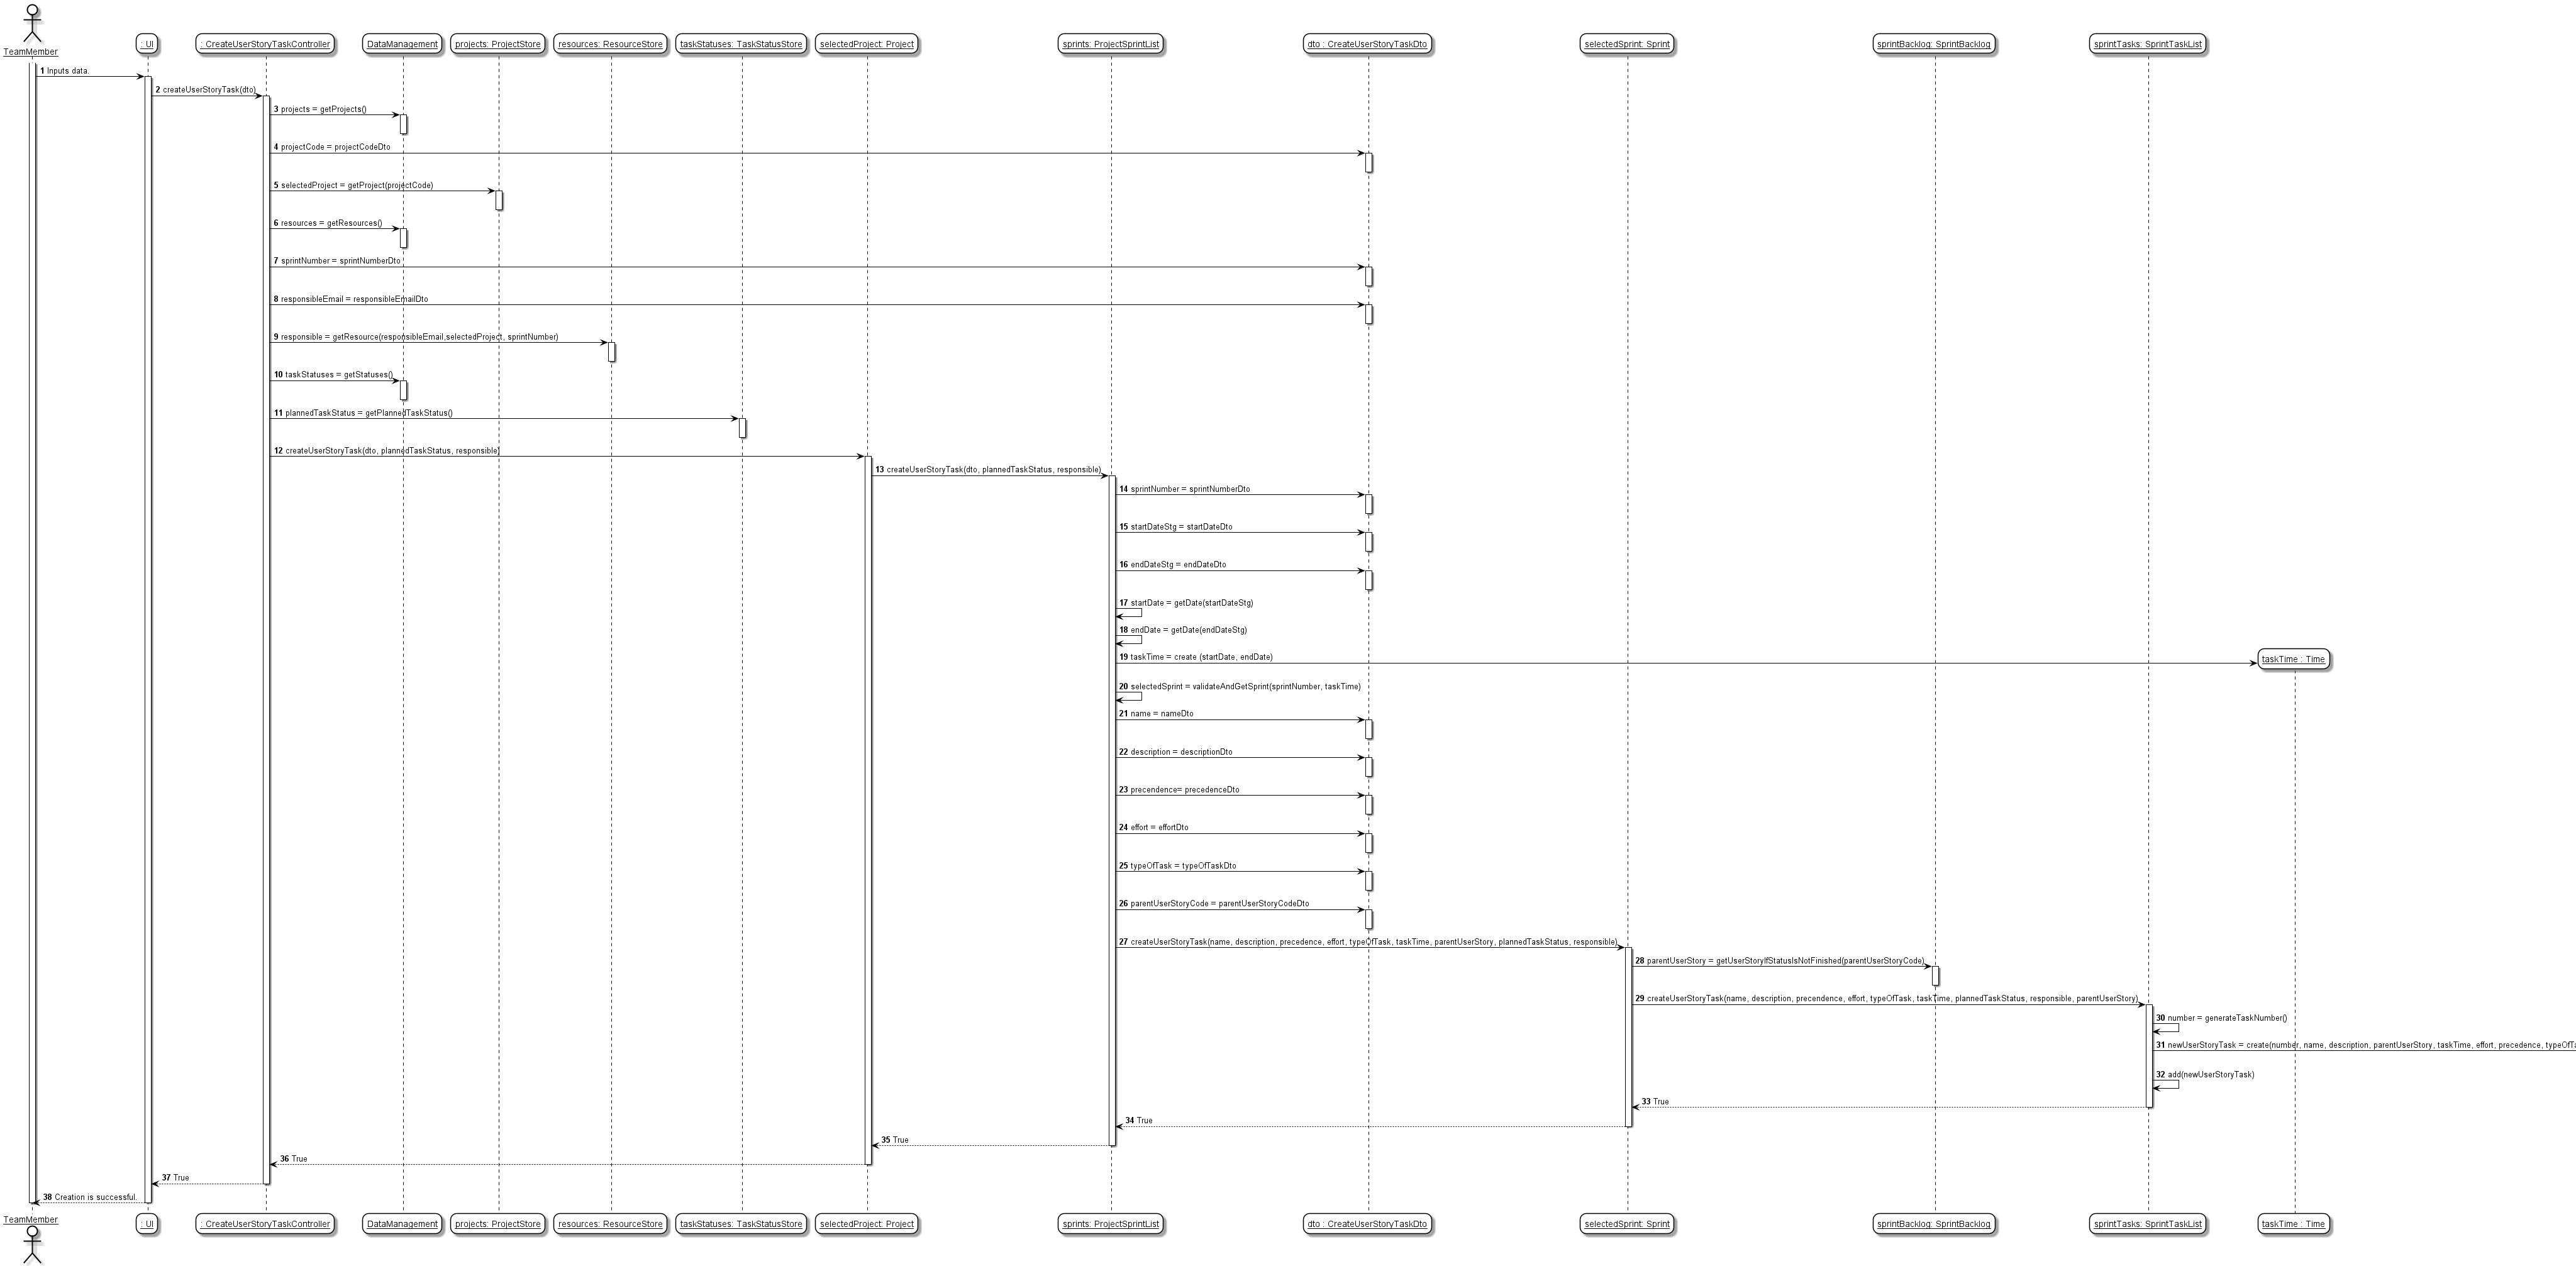 TeamMember
: UI
: CreateUserStoryTaskController
DataManagement
projects: ProjectStore
resources: ResourceStore
taskStatuses: TaskStatusStore
selectedProject: Project
sprints: ProjectSprintList
dto : CreateUserStoryTaskDto
selectedSprint: Sprint
sprintBacklog: SprintBacklog
sprintTasks: SprintTaskList
1 Inputs data.
2 createUserStoryTask(dto)
3 projects = getProjects()
4 projectCode = projectCodeDto
5 selectedProject = getProject(projectCode)
6 resources = getResources()
7 sprintNumber = sprintNumberDto
8 responsibleEmail = responsibleEmailDto
9 responsible = getResource(responsibleEmail,selectedProject, sprintNumber)
10 taskStatuses = getStatuses()
11 plannedTaskStatus = getPlannedTaskStatus()
12 createUserStoryTask(dto, plannedTaskStatus, responsible)
13 createUserStoryTask(dto, plannedTaskStatus, responsible)
14 sprintNumber = sprintNumberDto
15 startDateStg = startDateDto
16 endDateStg = endDateDto
17 startDate = getDate(startDateStg)
18 endDate = getDate(endDateStg)
19 taskTime = create (startDate, endDate)
taskTime : Time
20 selectedSprint = validateAndGetSprint(sprintNumber, taskTime)
21 name = nameDto
22 description = descriptionDto
23 precendence= precedenceDto
24 effort = effortDto
25 typeOfTask = typeOfTaskDto
26 parentUserStoryCode = parentUserStoryCodeDto
27 createUserStoryTask(name, description, precedence, effort, typeOfTask, taskTime, parentUserStory, plannedTaskStatus, responsible)
28 parentUserStory = getUserStoryIfStatusIsNotFinished(parentUserStoryCode)
29 createUserStoryTask(name, description, precendence, effort, typeOfTask, taskTime, plannedTaskStatus, responsible, parentUserStory)
30 number = generateTaskNumber()
31 newUserStoryTask = create(number, name, description, parentUserStory, taskTime, effort, precedence, typeOfTa
32 add(newUserStoryTask)
33 True
34 True
35 True
36 True
37 True
38 Creation is successful.
TeamMember
: UI
: CreateUserStoryTaskController
DataManagement
projects: ProjectStore
resources: ResourceStore
taskStatuses: TaskStatusStore
selectedProject: Project
sprints: ProjectSprintList
dto : CreateUserStoryTaskDto
selectedSprint: Sprint
sprintBacklog: SprintBacklog
sprintTasks: SprintTaskList
taskTime : Time